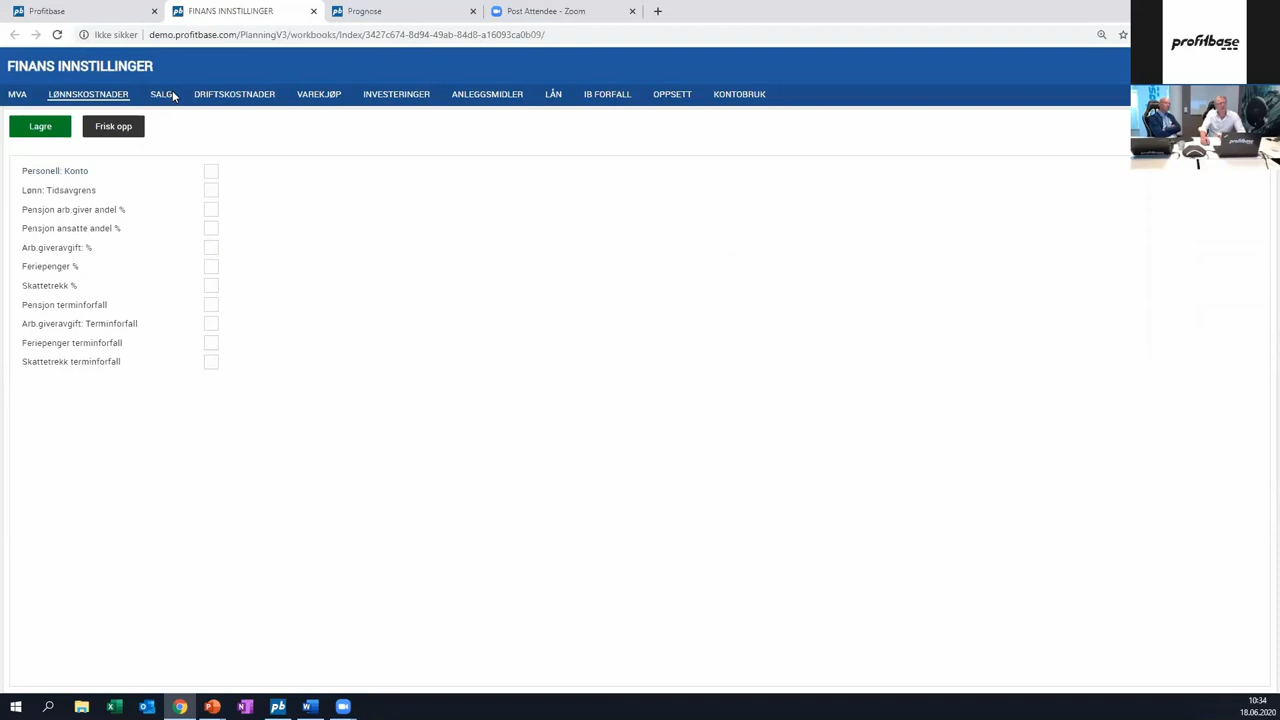 Profitbase
FINANS INNSTILLINGER
Prognose
Post Attendee - Zoom
Ikke sikker
demo.profitbase.com/PlanningV3/workbooks/Index/3427c674-8d94-49ab-84d8-a16093ca0b09/
profitbase
FINANS INNSTILLINGER
MVA LØNNSKOSTNADER SALG DRIFTSKOSTNADER VAREKJØP INVESTERINGER ANLEGGSMIDLER LÅN IB FORFALL OPPSETT KONTOBRUK
Lagre
Frisk opp
Personell: Konto
Lønn: Tidsavgrens
Pensjon arb.giver andel %
Pensjon ansatte andel %
Arb.giveravgift: %
Feriepenger %
Skattetrekk %
Pensjon terminforfall
Arb.giveravgift: Terminforfall
Feriepenger terminforfall
Skattetrekk terminforfall
10:34
18.06.2020